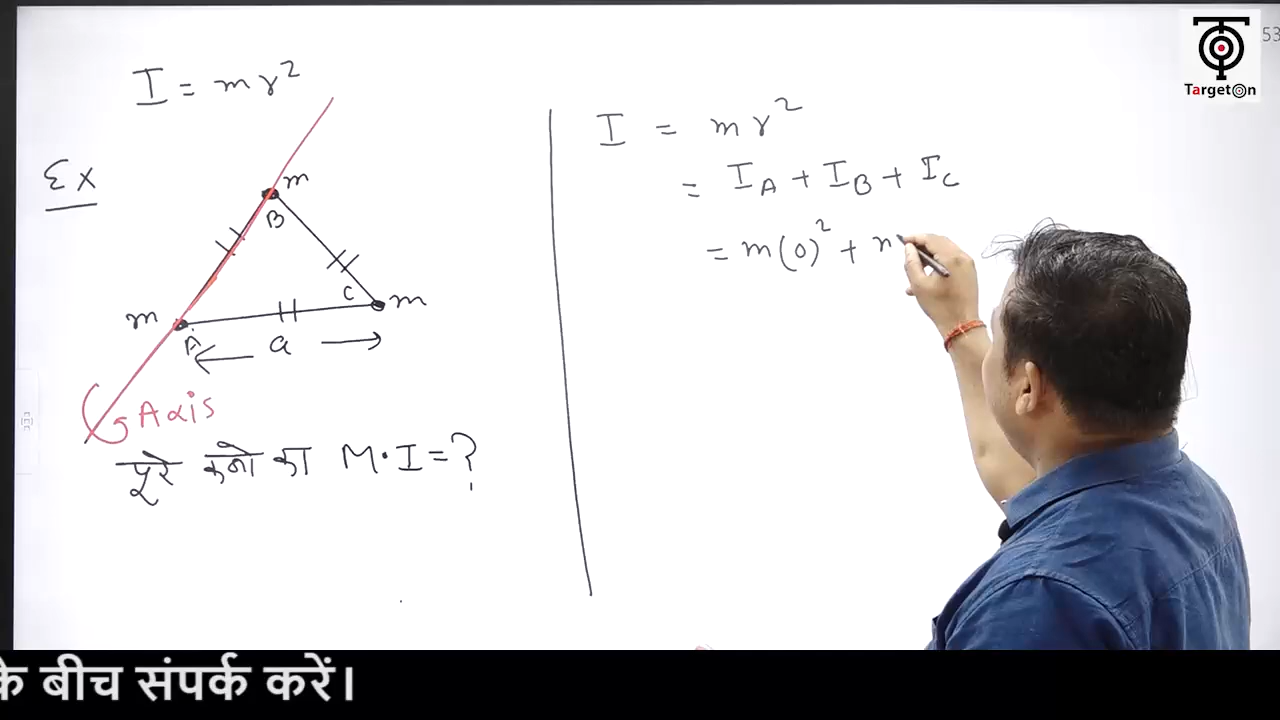 TargetOn
53
I = mr²
Ex
m
B
m
A
C
m
a
Axis
पूरे कणो का M·I = ?
I = mr²
= I_A + I_B + I_C
= m(0)² + m
के बीच संपर्क करें।